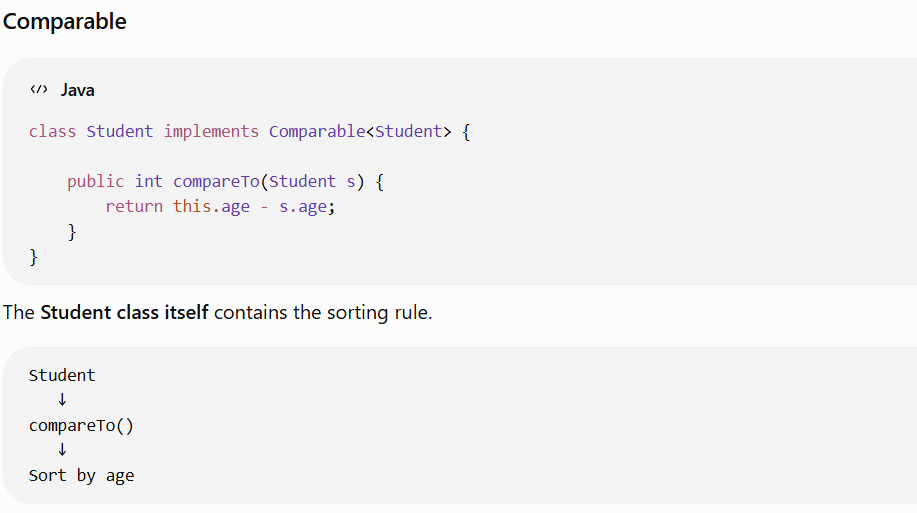 Comparable
</> Java
class Student implements Comparable<Student> {
    public int compareTo(Student s) {
        return this.age - s.age;
    }
}
The Student class itself contains the sorting rule.
Student
↓
compareTo()
↓
Sort by age